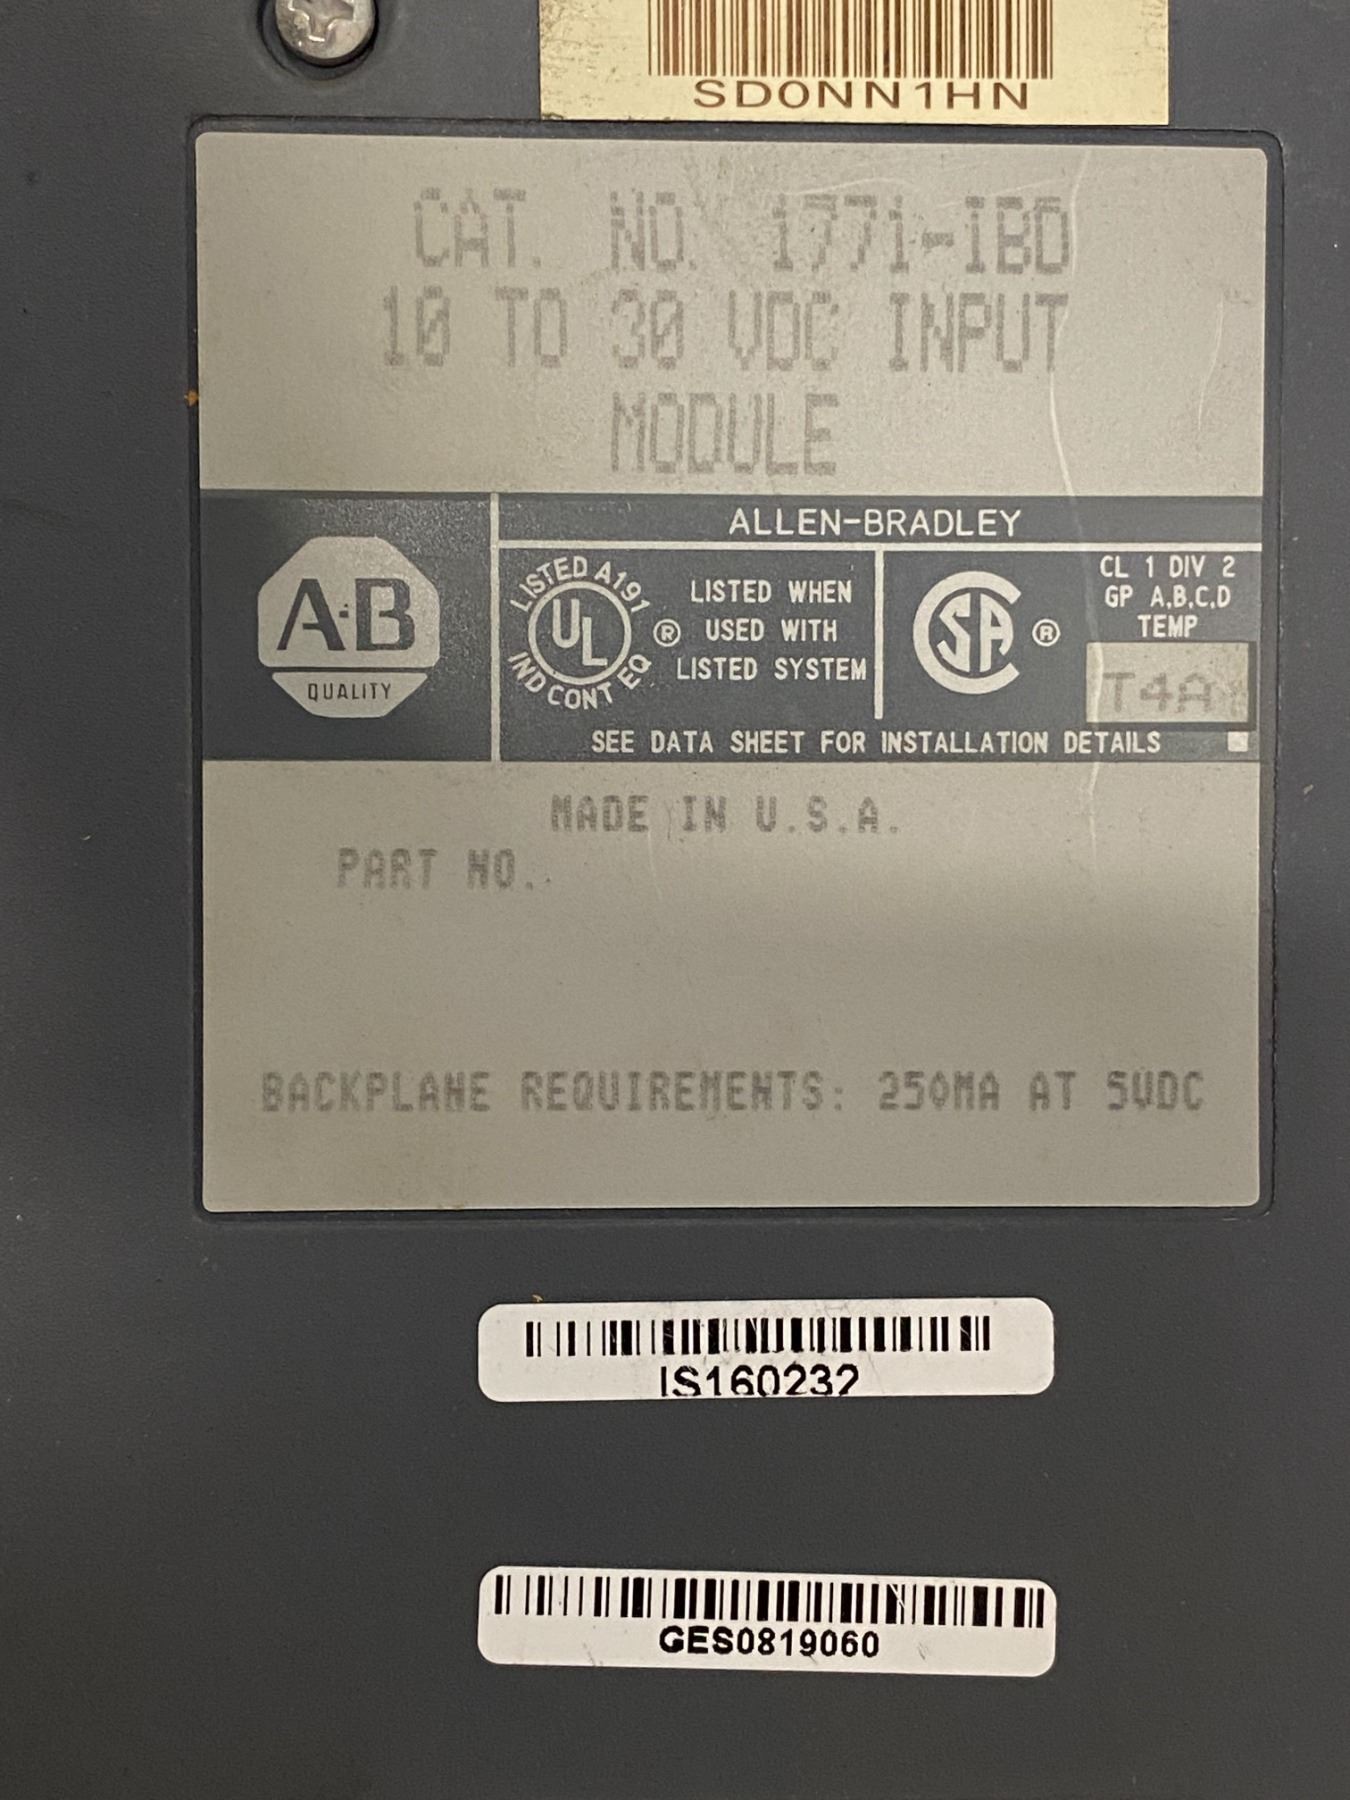 SD0NN1HN
CAT. NO. 1771-IBD
10 TO 30 VDC INPUT
MODULE
ALLEN-BRADLEY
A·B
QUALITY
LISTED A191
UL
IND CONT EQ
®
LISTED WHEN
USED WITH
LISTED SYSTEM
CSA
®
CL 1 DIV 2
GP A,B,C,D
TEMP
T4A
SEE DATA SHEET FOR INSTALLATION DETAILS
MADE IN U.S.A.
PART NO.
BACKPLANE REQUIREMENTS: 250MA AT 5VDC
IS160232
GES0819060